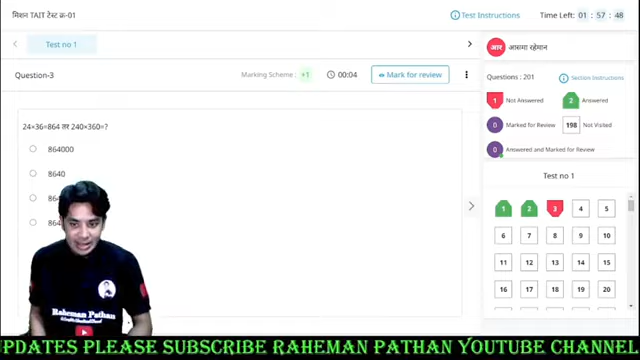 मिशन TAIT टेस्ट क्र-01
Test Instructions
Time Left: 01 : 57 : 48
Test no 1
आर
आसमा रहेमान
Question-3
Marking Scheme: +1
00:04
Mark for review
Questions : 201
Section Instructions
1 Not Answered
2 Answered
0 Marked for Review
198 Not Visited
0 Answered and Marked for Review
24×36=864 तर 240×360=?
864000
8640
Test no 1
1 2 3 4 5
6 7 8 9 10
11 12 13 14 15
16 17 18 19 20
Raheman Pathan
UPDATES PLEASE SUBSCRIBE RAHEMAN PATHAN YOUTUBE CHANNEL